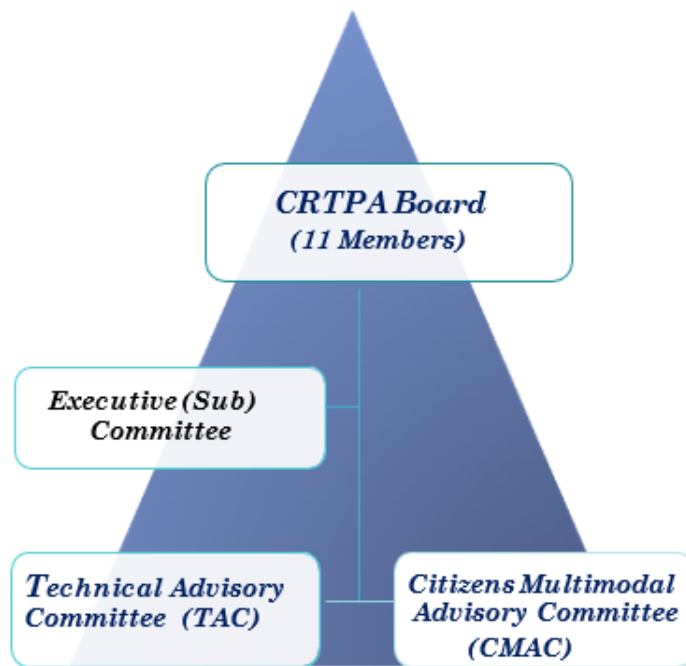 CRTPA Board
(11 Members)
Executive (Sub)
Committee
Technical Advisory
Committee (TAC)
Citizens Multimodal
Advisory Committee
(CMAC)